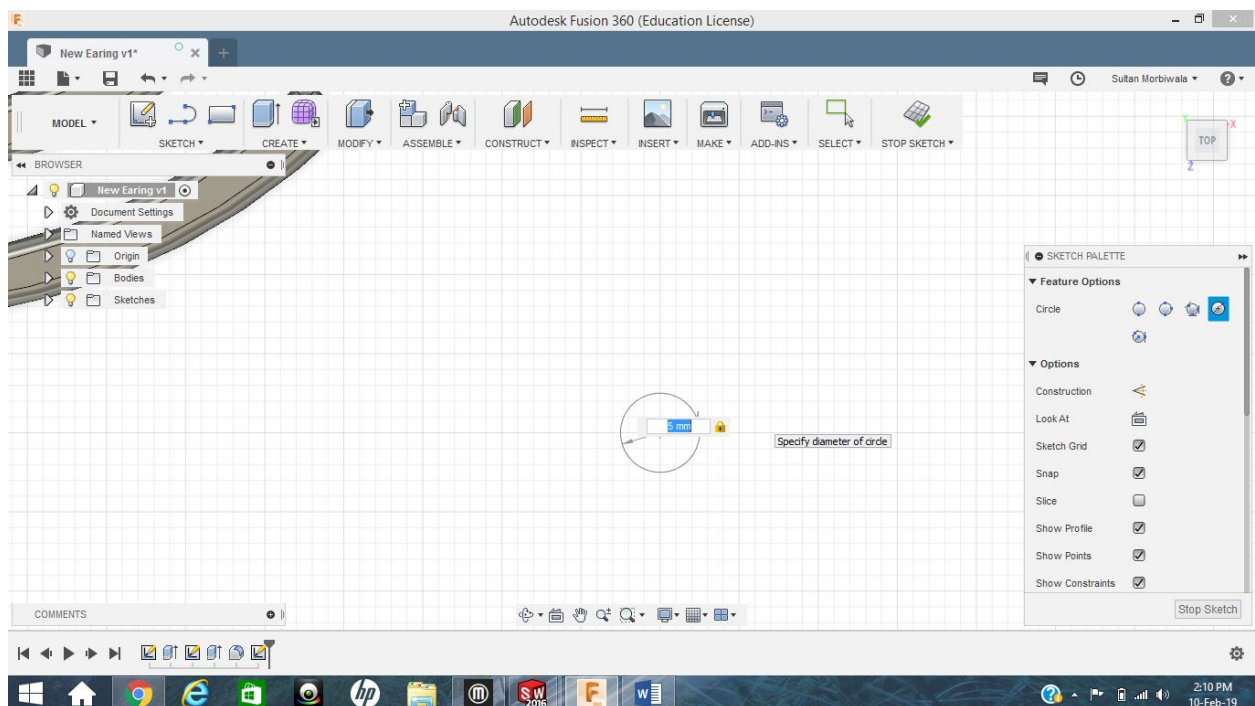 Autodesk Fusion 360 (Education License)
New Earing v1*
Sultan Morbiwala
MODEL
SKETCH CREATE MODIFY ASSEMBLE CONSTRUCT INSPECT INSERT MAKE ADD-INS SELECT STOP SKETCH
X
TOP
Z
BROWSER
New Earing v1
Document Settings
Named Views
Origin
Bodies
Sketches
SKETCH PALETTE
Feature Options
Circle
Options
Construction
Look At
Sketch Grid
Snap
Slice
Show Profile
Show Points
Show Constraints
Stop Sketch
5 mm
Specify diameter of circle
COMMENTS
hp
SW
2016
F
W
2:10 PM
10-Feb-19